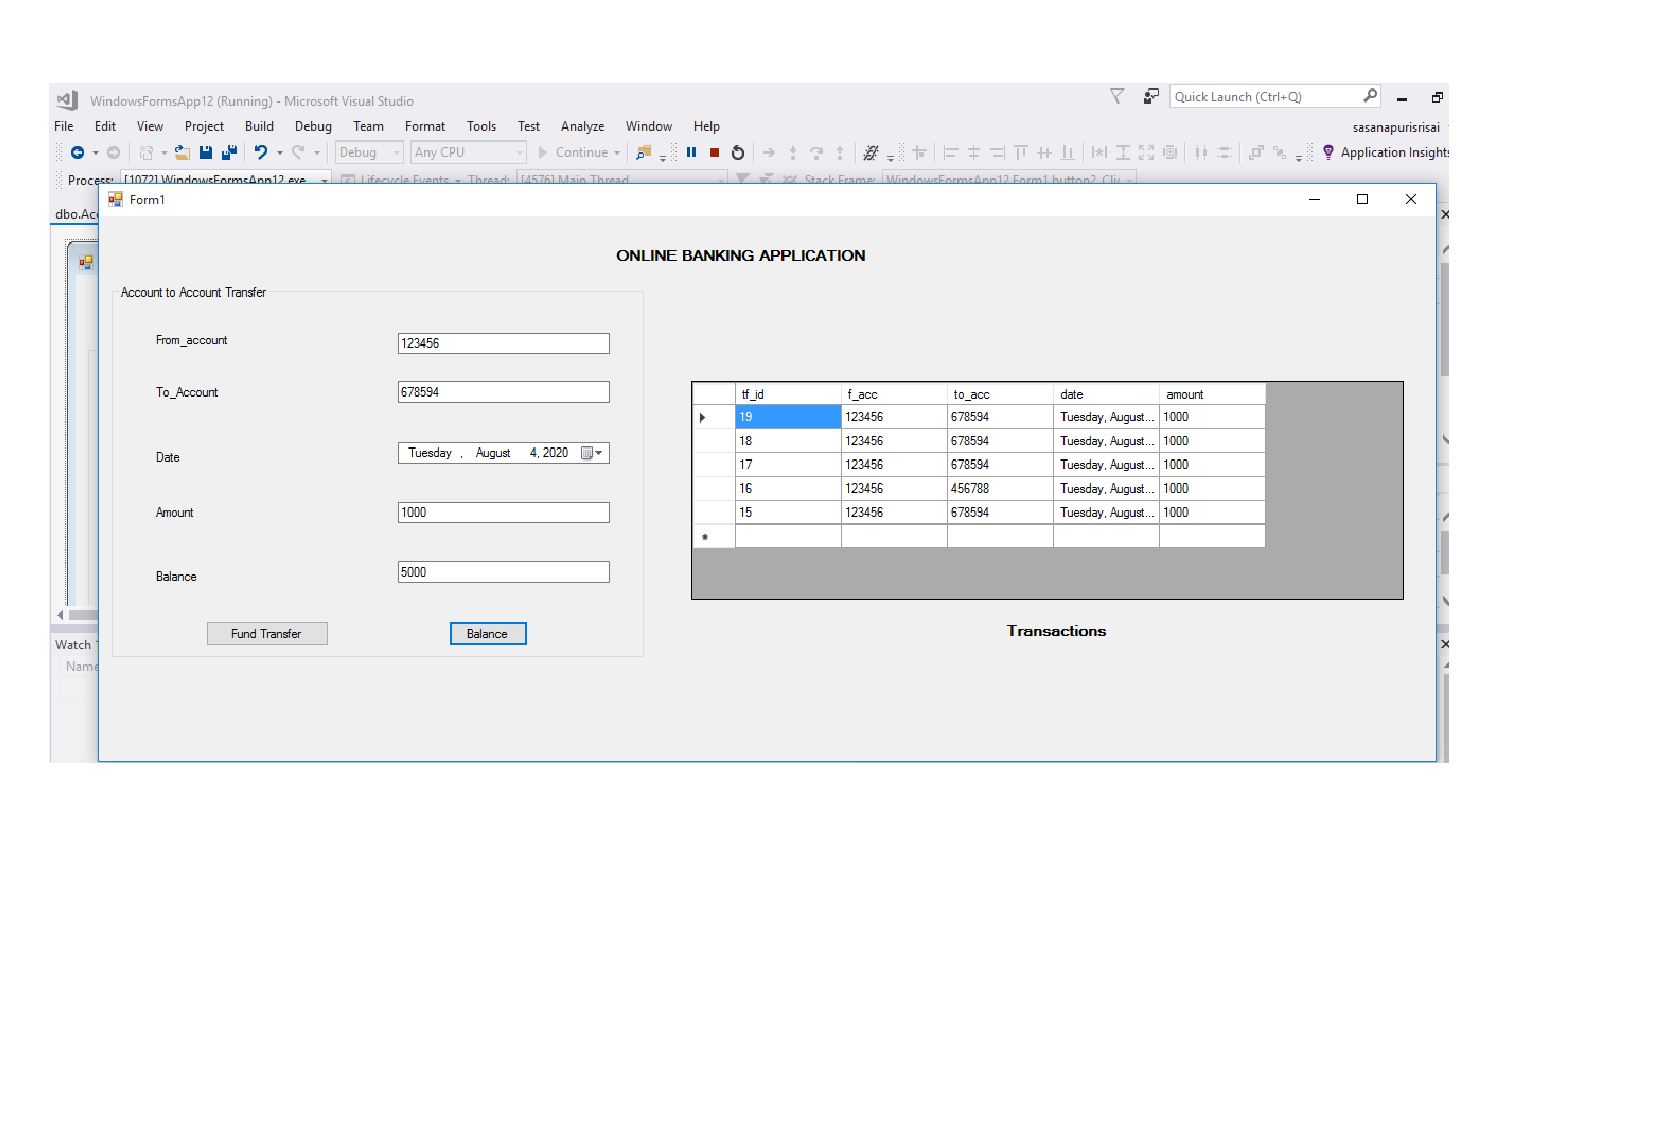 WindowsFormsApp12 (Running) - Microsoft Visual Studio
Quick Launch (Ctrl+Q)
File Edit View Project Build Debug Team Format Tools Test Analyze Window Help
sasanapurisrisai
Debug Any CPU Continue Application Insights
Process: [1072] WindowsFormsApp12.exe Lifecycle Events Thread: [4576] Main Thread Stack Frame: WindowsFormsApp12.Form1.button2_Clic
dbo.Acc
Form1
ONLINE BANKING APPLICATION
Account to Account Transfer
From_account 123456
To_Account 678594
Date Tuesday , August 4, 2020
Amount 1000
Balance 5000
Fund Transfer Balance
tf_id f_acc to_acc date amount
19 123456 678594 Tuesday, August... 1000
18 123456 678594 Tuesday, August... 1000
17 123456 678594 Tuesday, August... 1000
16 123456 456788 Tuesday, August... 1000
15 123456 678594 Tuesday, August... 1000
Transactions
Watch
Name